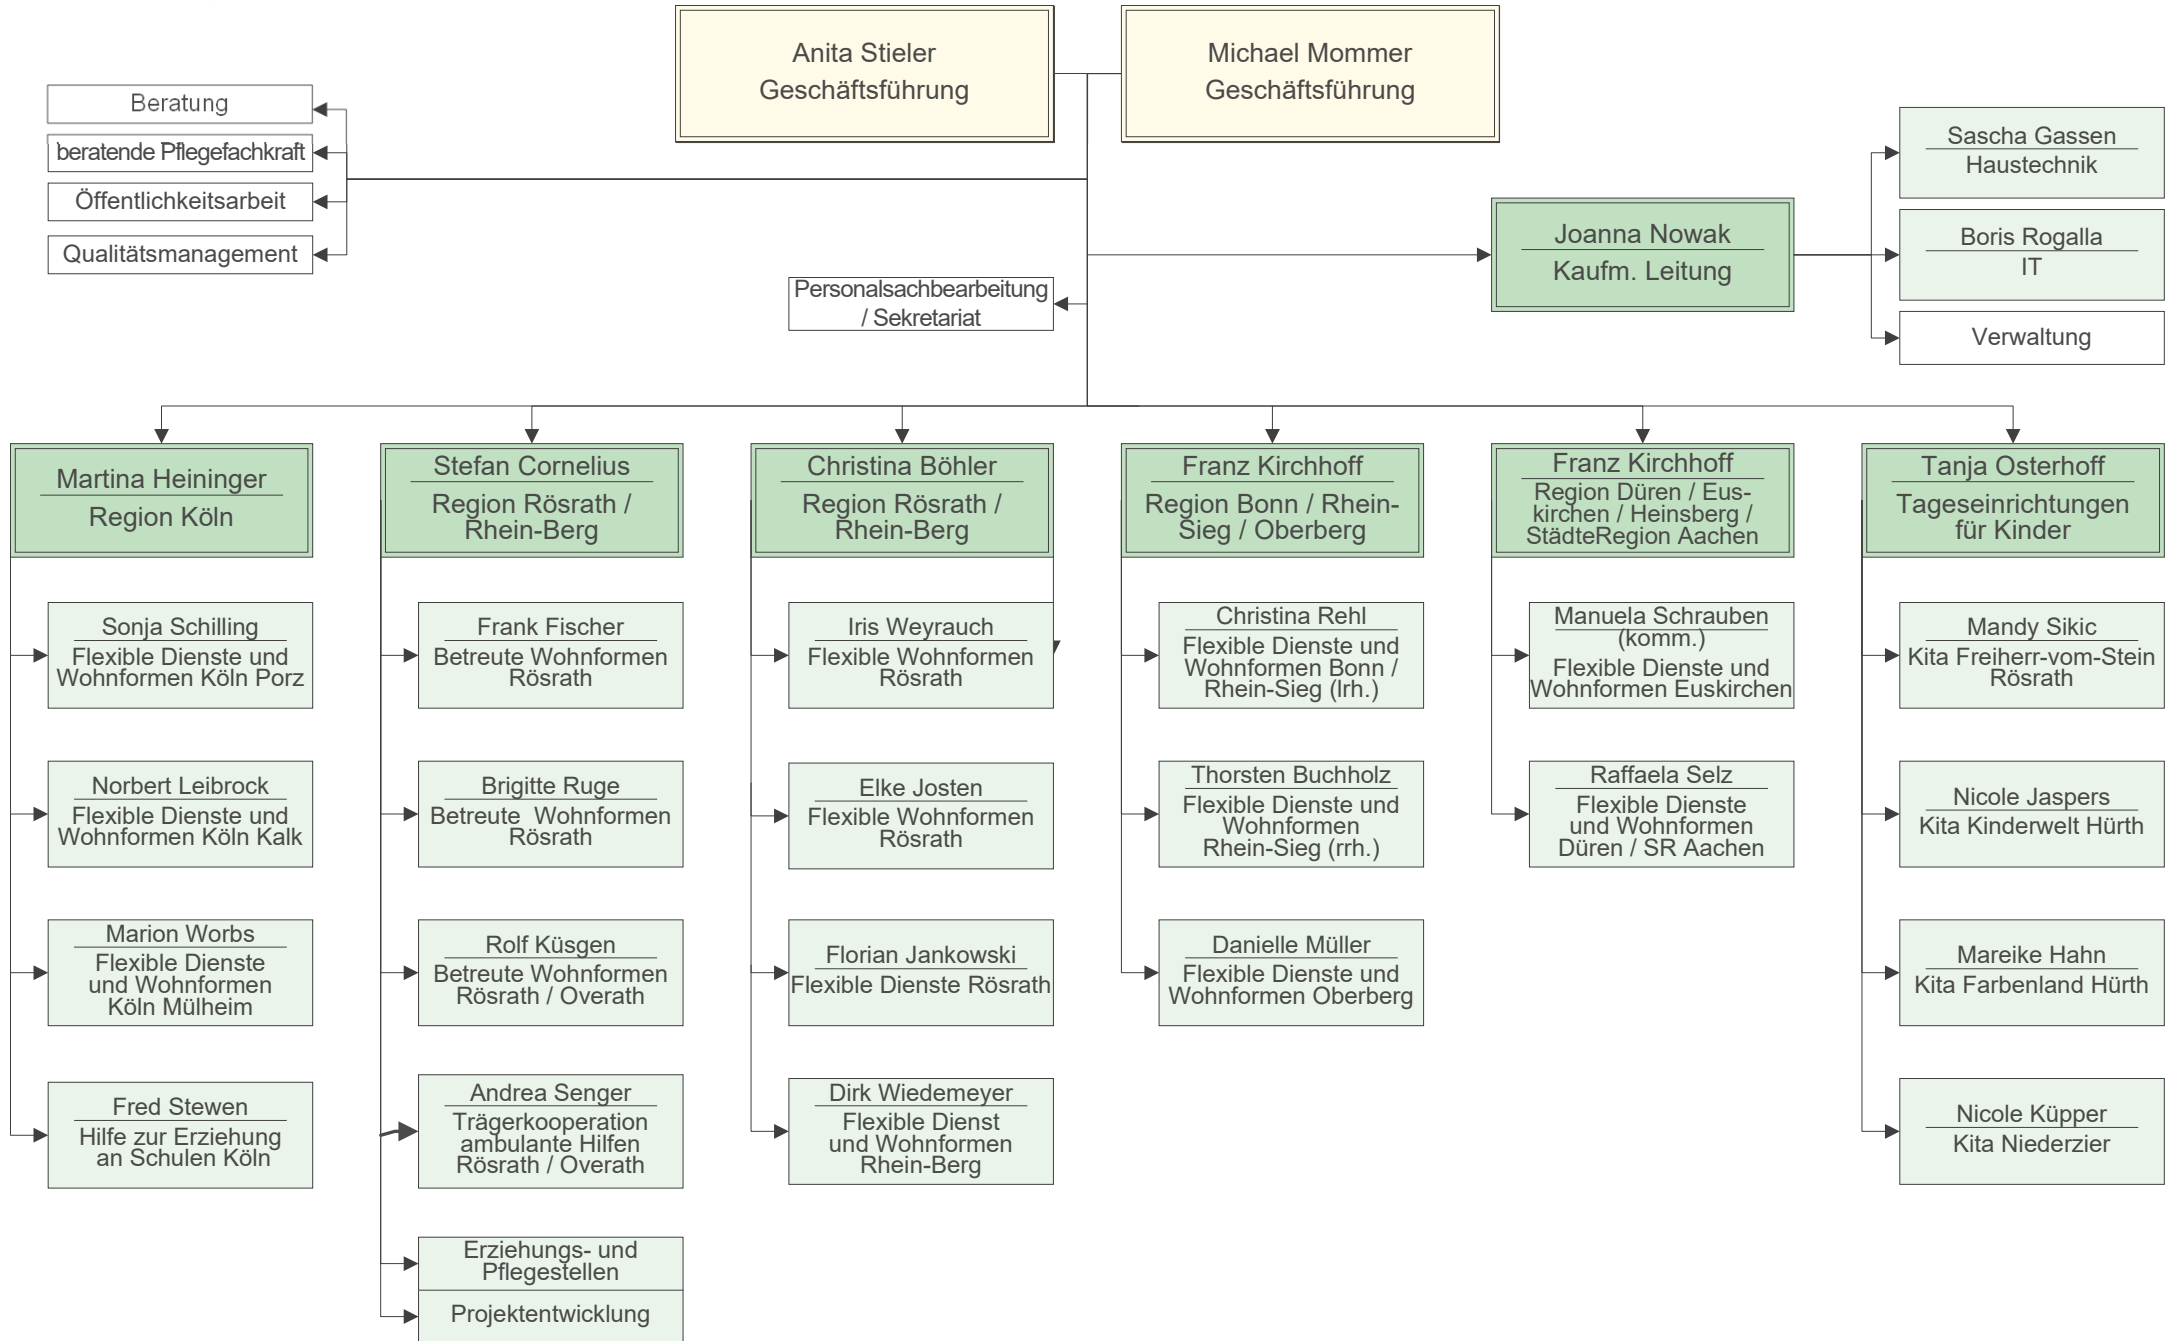 Anita Stieler
Geschäftsführung
Michael Mommer
Geschäftsführung
Beratung
beratende Pflegefachkraft
Öffentlichkeitsarbeit
Qualitätsmanagement
Personalsachbearbeitung
/ Sekretariat
Joanna Nowak
Kaufm. Leitung
Sascha Gassen
Haustechnik
Boris Rogalla
IT
Verwaltung
Martina Heininger
Region Köln
Sonja Schilling
Flexible Dienste und
Wohnformen Köln Porz
Norbert Leibrock
Flexible Dienste und
Wohnformen Köln Kalk
Marion Worbs
Flexible Dienste
und Wohnformen
Köln Mülheim
Fred Stewen
Hilfe zur Erziehung
an Schulen Köln
Stefan Cornelius
Region Rösrath /
Rhein-Berg
Frank Fischer
Betreute Wohnformen
Rösrath
Brigitte Ruge
Betreute Wohnformen
Rösrath
Rolf Küsgen
Betreute Wohnformen
Rösrath / Overath
Andrea Senger
Trägerkooperation
ambulante Hilfen
Rösrath / Overath
Erziehungs- und
Pflegestellen
Projektentwicklung
Christina Böhler
Region Rösrath /
Rhein-Berg
Iris Weyrauch
Flexible Wohnformen
Rösrath
Elke Josten
Flexible Wohnformen
Rösrath
Florian Jankowski
Flexible Dienste Rösrath
Dirk Wiedemeyer
Flexible Dienst
und Wohnformen
Rhein-Berg
Franz Kirchhoff
Region Bonn / Rhein-
Sieg / Oberberg
Christina Rehl
Flexible Dienste und
Wohnformen Bonn /
Rhein-Sieg (lrh.)
Thorsten Buchholz
Flexible Dienste und
Wohnformen
Rhein-Sieg (rrh.)
Danielle Müller
Flexible Dienste und
Wohnformen Oberberg
Franz Kirchhoff
Region Düren / Eus-
kirchen / Heinsberg /
StädteRegion Aachen
Manuela Schrauben
(komm.)
Flexible Dienste und
Wohnformen Euskirchen
Raffaela Selz
Flexible Dienste
und Wohnformen
Düren / SR Aachen
Tanja Osterhoff
Tageseinrichtungen
für Kinder
Mandy Sikic
Kita Freiherr-vom-Stein
Rösrath
Nicole Jaspers
Kita Kinderwelt Hürth
Mareike Hahn
Kita Farbenland Hürth
Nicole Küpper
Kita Niederzier